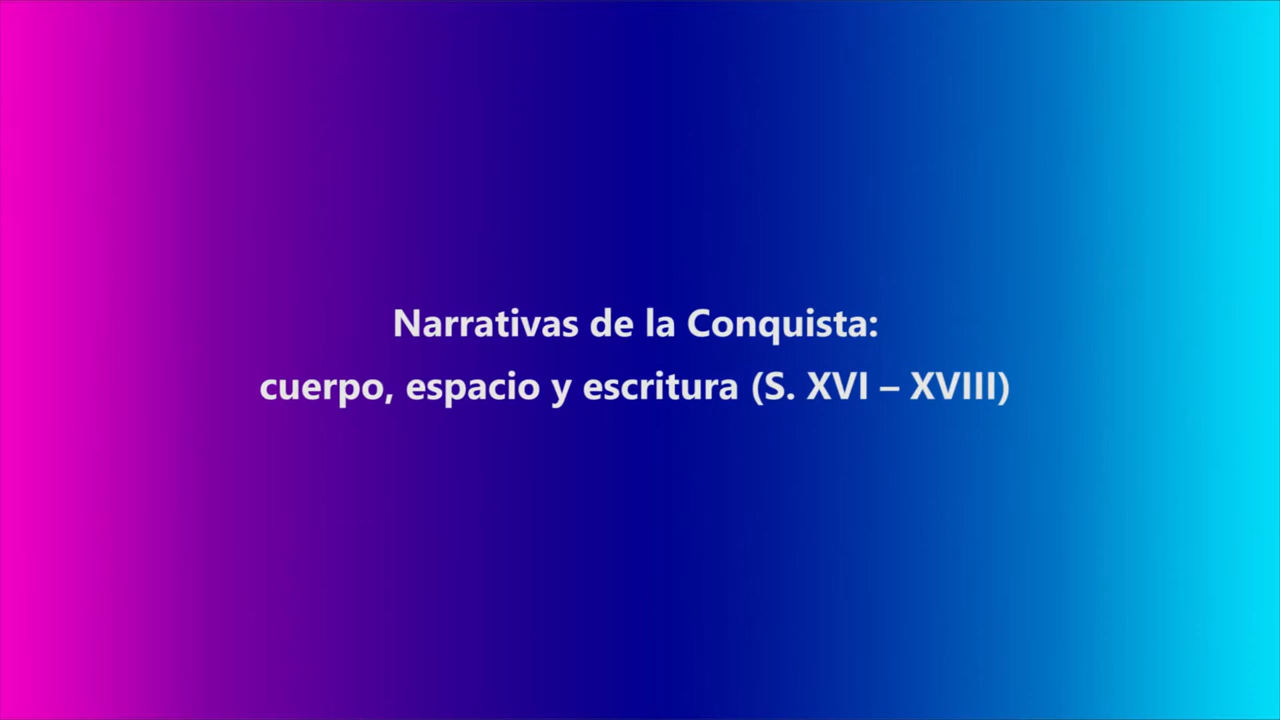 Narrativas de la Conquista:
cuerpo, espacio y escritura (S. XVI – XVIII)